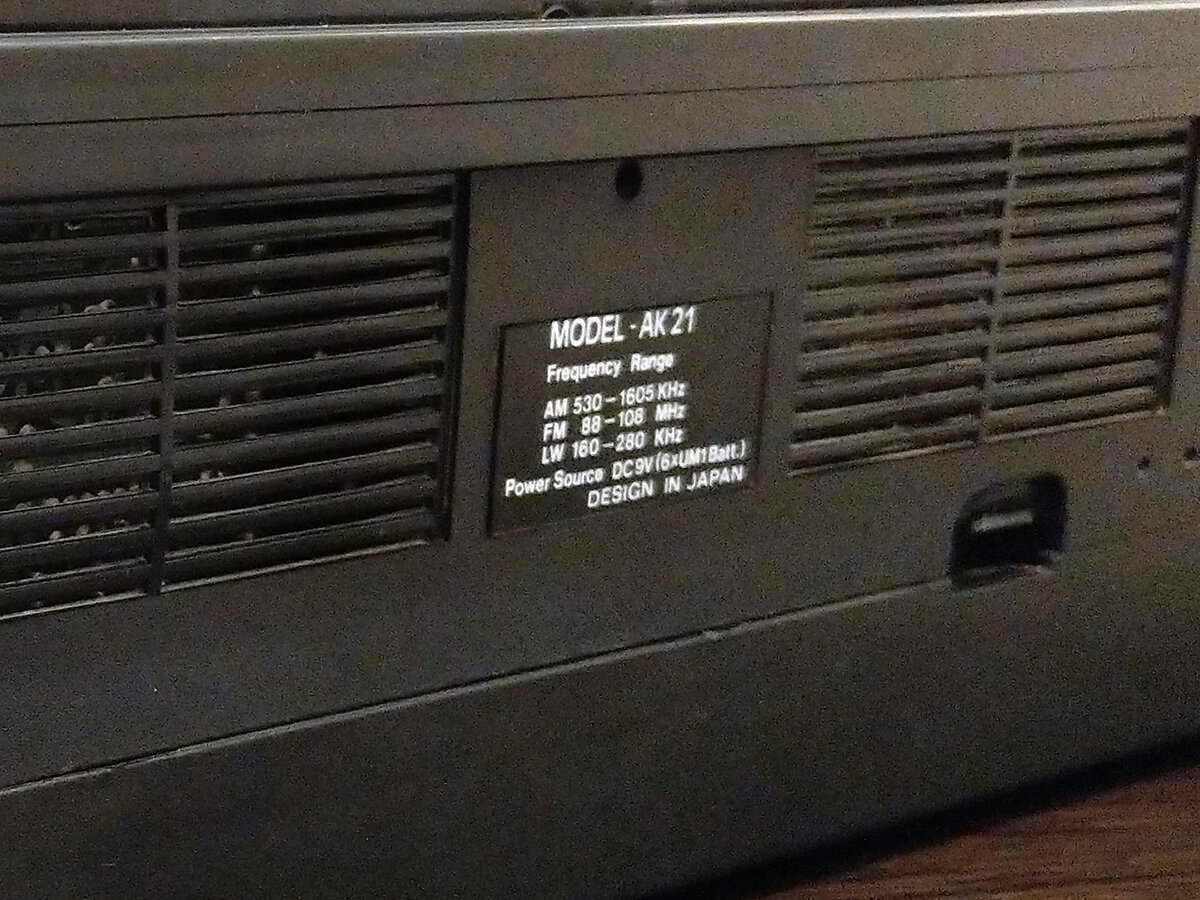 MODEL - AK 21
Frequency Range
AM 530 - 1605 KHz
FM 88 - 108 MHz
LW 160 - 280 KHz
Power Source DC 9V (6xUM1 Batt.)
DESIGN IN JAPAN